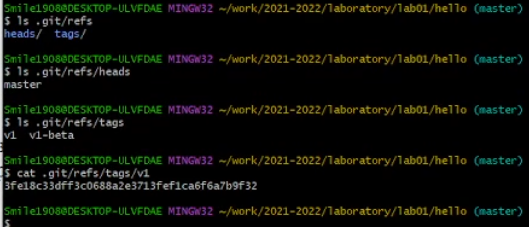 Smile1908@DESKTOP-ULVFDAE MINGW32 ~/work/2021-2022/laboratory/lab01/hello (master)
$ ls .git/refs
heads/  tags/
Smile1908@DESKTOP-ULVFDAE MINGW32 ~/work/2021-2022/laboratory/lab01/hello (master)
$ ls .git/refs/heads
master
Smile1908@DESKTOP-ULVFDAE MINGW32 ~/work/2021-2022/laboratory/lab01/hello (master)
$ ls .git/refs/tags
v1  v1-beta
Smile1908@DESKTOP-ULVFDAE MINGW32 ~/work/2021-2022/laboratory/lab01/hello (master)
$ cat .git/refs/tags/v1
3fe18c33dff3c0688a2e3713fef1ca6f6a7b9f32
Smile1908@DESKTOP-ULVFDAE MINGW32 ~/work/2021-2022/laboratory/lab01/hello (master)
$